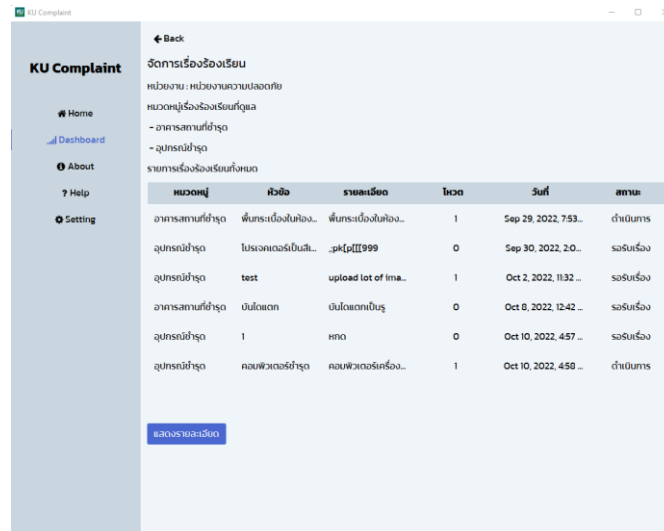 KU Complaint
Back
KU Complaint
Home
Dashboard
About
? Help
Setting
จัดการเรื่องร้องเรียน
หน่วยงาน : หน่วยงานความปลอดภัย
หมวดหมู่เรื่องร้องเรียนที่ดูแล
- อาคารสถานที่ชำรุด
- อุปกรณ์ชำรุด
รายการเรื่องร้องเรียนทั้งหมด
หมวดหมู่ หัวข้อ รายละเอียด โหวต วันที่ สถานะ
อาคารสถานที่ชำรุด พื้นกระเบื้องในห้อง... พื้นกระเบื้องในห้อง... 1 Sep 29, 2022, 7:53... ดำเนินการ
อุปกรณ์ชำรุด โปรเจคเตอร์เป็นสีเ... ;pk[p[[[999 0 Sep 30, 2022, 2:0... รอรับเรื่อง
อุปกรณ์ชำรุด test upload lot of ima... 1 Oct 2, 2022, 11:32 ... รอรับเรื่อง
อาคารสถานที่ชำรุด บันไดแตก บันไดแตกเป็นรู 0 Oct 8, 2022, 12:42 ... รอรับเรื่อง
อุปกรณ์ชำรุด 1 หกด 0 Oct 10, 2022, 4:57 ... รอรับเรื่อง
อุปกรณ์ชำรุด คอมพิวเตอร์ชำรุด คอมพิวเตอร์เครื่อง... 1 Oct 10, 2022, 4:58 ... ดำเนินการ
แสดงรายละเอียด